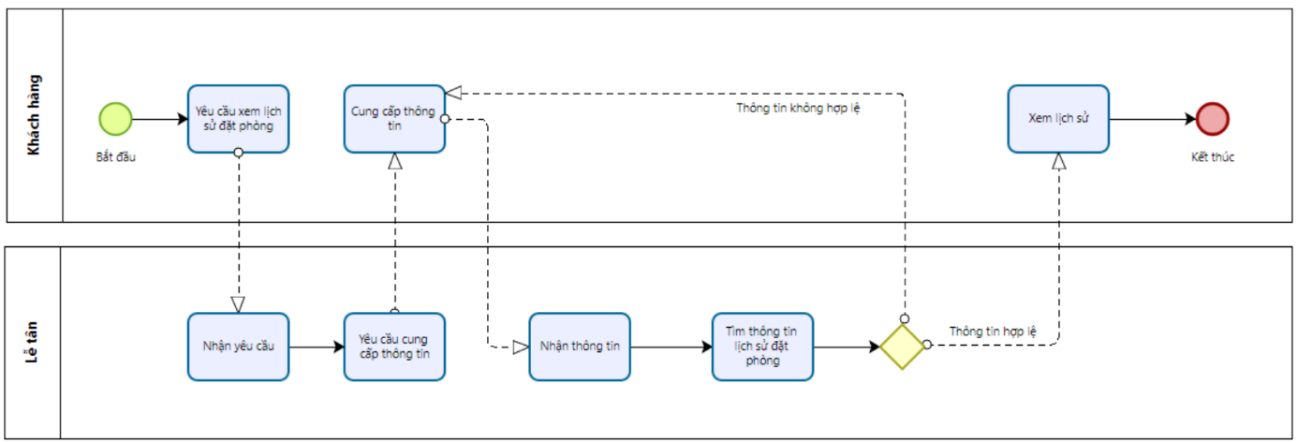 Khách hàng
Bắt đầu
Yêu cầu xem lịch
sử đặt phòng
Cung cấp thông
tin
Thông tin không hợp lệ
Xem lịch sử
Kết thúc
Lễ tân
Nhận yêu cầu
Yêu cầu cung
cấp thông tin
Nhận thông tin
Tìm thông tin
lịch sử đặt
phòng
Thông tin hợp lệ